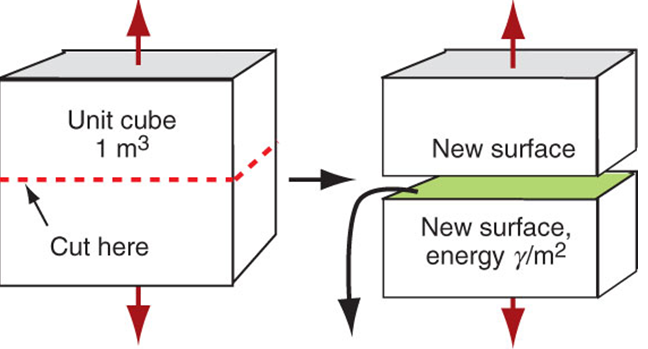 Unit cube
1 m³
Cut here
New surface
New surface,
energy γ/m²